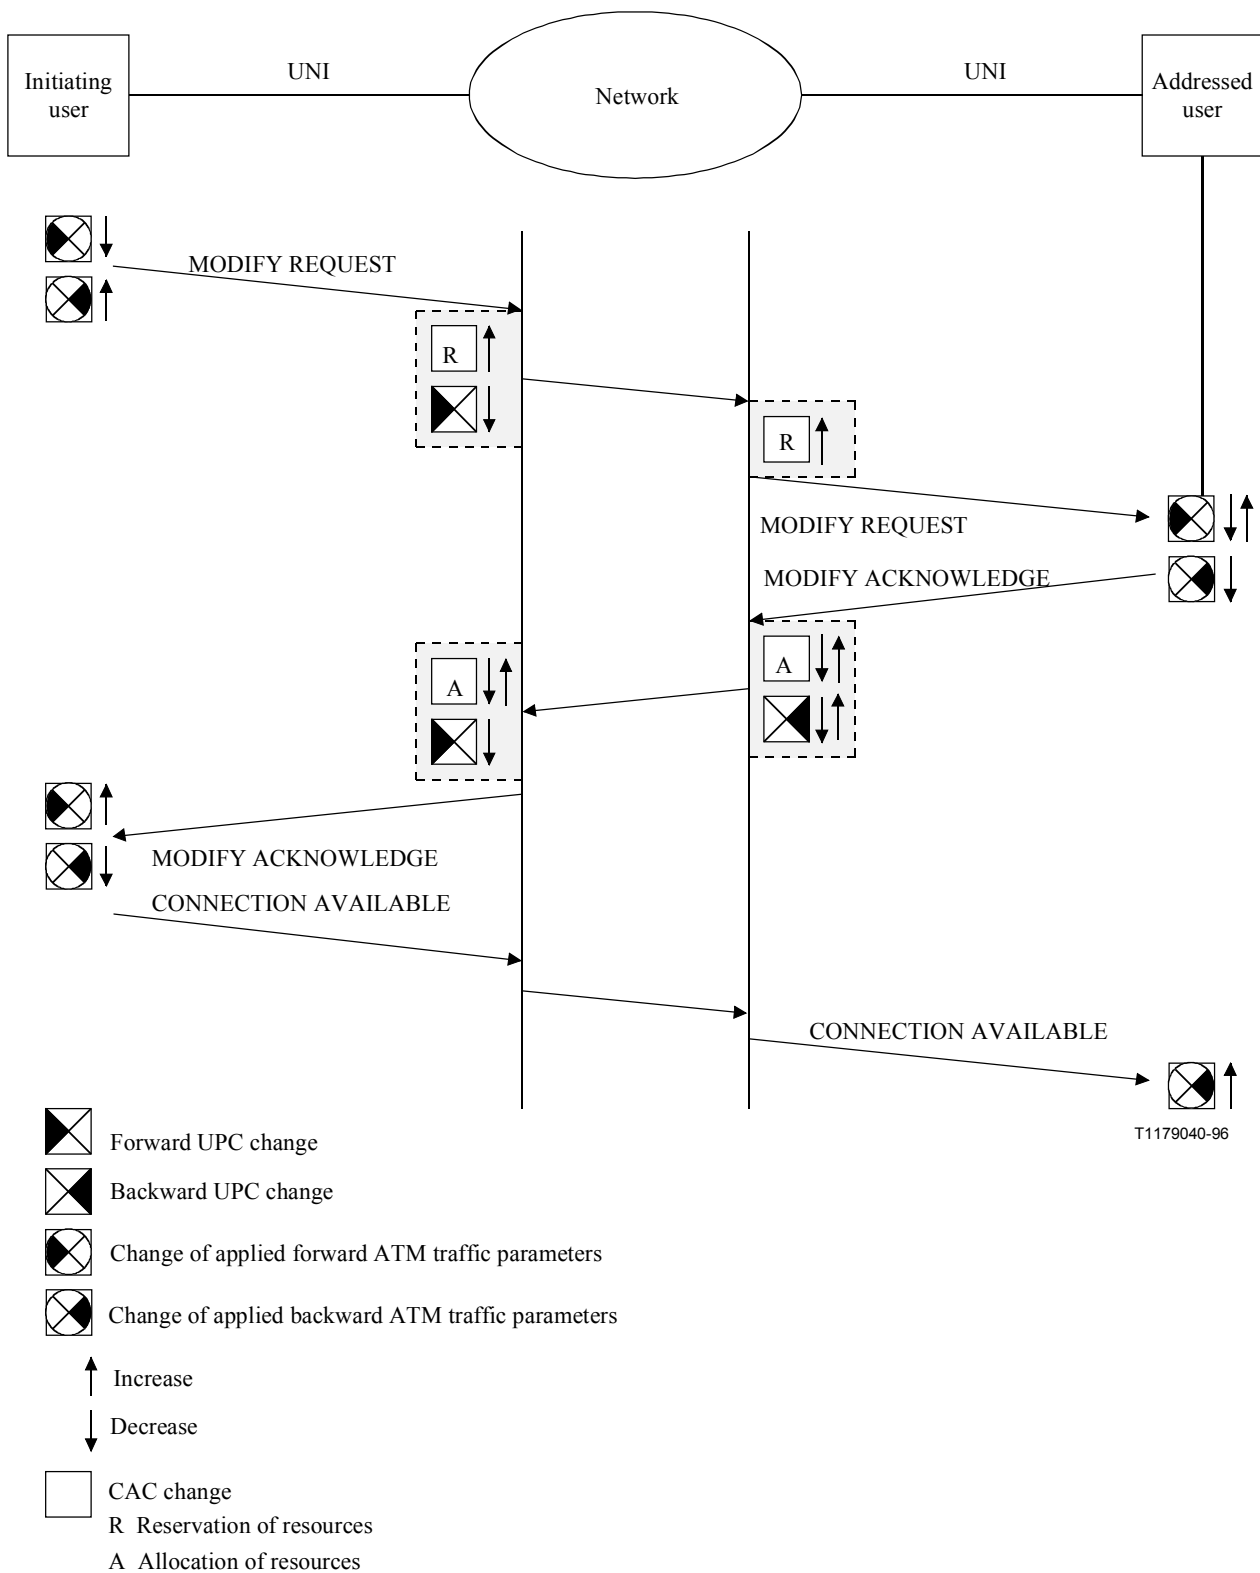 Initiating
user
UNI
Network
UNI
Addressed
user
MODIFY REQUEST
R
R
MODIFY REQUEST
MODIFY ACKNOWLEDGE
A
A
MODIFY ACKNOWLEDGE
CONNECTION AVAILABLE
CONNECTION AVAILABLE
T1179040-96
Forward UPC change
Backward UPC change
Change of applied forward ATM traffic parameters
Change of applied backward ATM traffic parameters
Increase
Decrease
CAC change
R Reservation of resources
A Allocation of resources